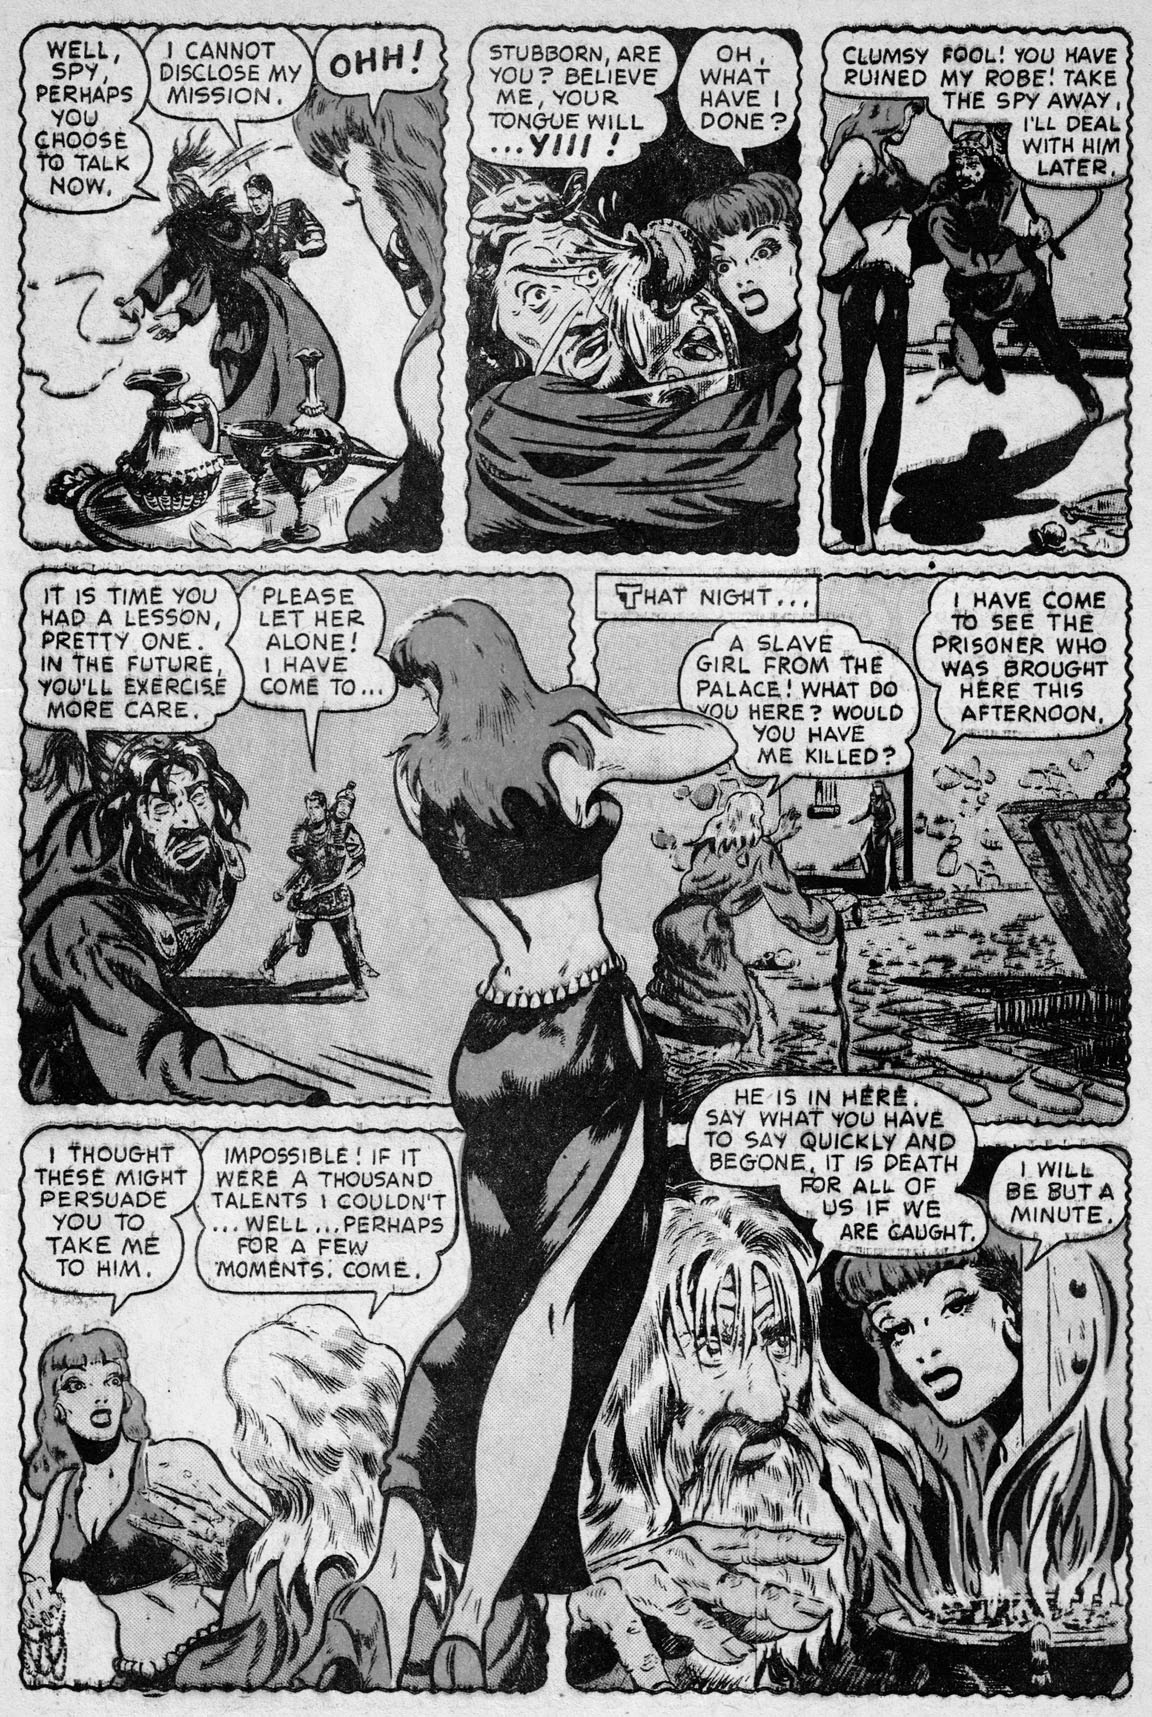 WELL,
SPY,
PERHAPS
YOU
CHOOSE
TO TALK
NOW.
I CANNOT
DISCLOSE MY
MISSION.
OHH!
STUBBORN, ARE
YOU? BELIEVE
ME, YOUR
TONGUE WILL
...YIII!
OH,
WHAT
HAVE I
DONE?
CLUMSY FOOL! YOU HAVE
RUINED MY ROBE! TAKE
THE SPY AWAY.
I'LL DEAL
WITH HIM
LATER.
IT IS TIME YOU
HAD A LESSON,
PRETTY ONE.
IN THE FUTURE,
YOU'LL EXERCISE
MORE CARE.
PLEASE
LET HER
ALONE!
I HAVE
COME TO...
THAT NIGHT...
A SLAVE
GIRL FROM THE
PALACE! WHAT DO
YOU HERE? WOULD
YOU HAVE
ME KILLED?
I HAVE COME
TO SEE THE
PRISONER WHO
WAS BROUGHT
HERE THIS
AFTERNOON.
I THOUGHT
THESE MIGHT
PERSUADE
YOU TO
TAKE ME
TO HIM.
IMPOSSIBLE! IF IT
WERE A THOUSAND
TALENTS I COULDN'T
...WELL...PERHAPS
FOR A FEW
MOMENTS. COME.
HE IS IN HERE.
SAY WHAT YOU HAVE
TO SAY QUICKLY AND
BEGONE. IT IS DEATH
FOR ALL OF
US IF WE
ARE CAUGHT.
I WILL
BE BUT A
MINUTE.